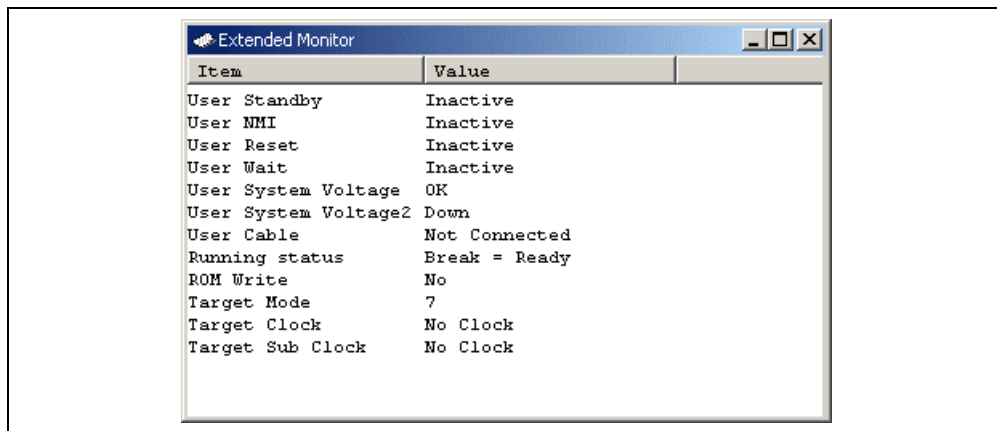 Extended Monitor
Item Value
User Standby Inactive
User NMI Inactive
User Reset Inactive
User Wait Inactive
User System Voltage OK
User System Voltage2 Down
User Cable Not Connected
Running status Break = Ready
ROM Write No
Target Mode 7
Target Clock No Clock
Target Sub Clock No Clock